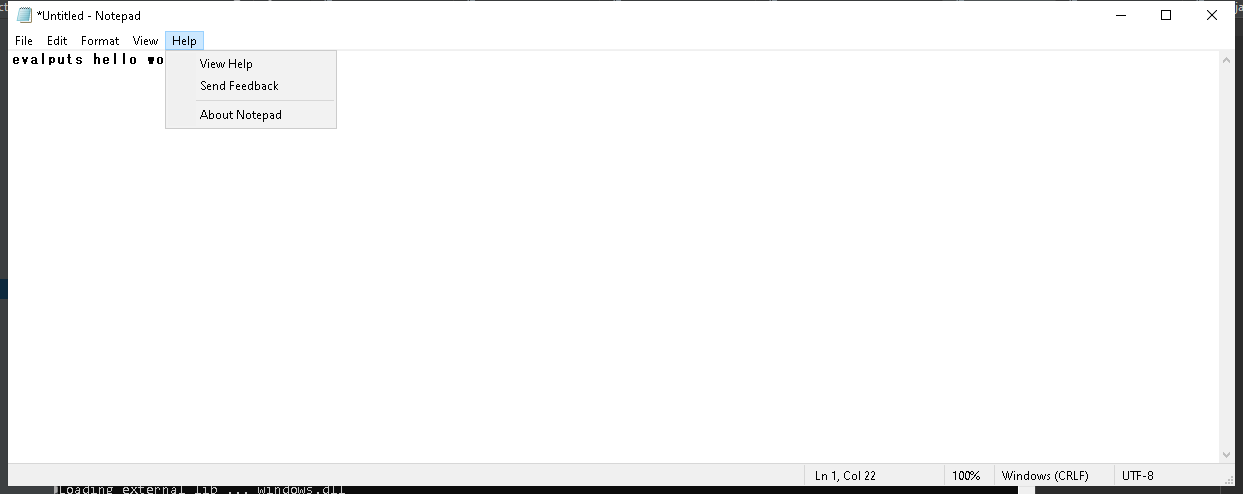 *Untitled - Notepad
File Edit Format View Help
evalputs hello wo
View Help
Send Feedback
About Notepad
Ln 1, Col 22 100% Windows (CRLF) UTF-8
Loading external lib ... windows.dll